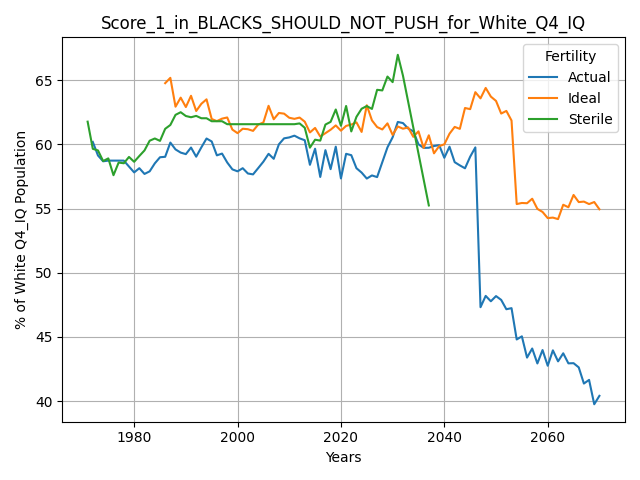 Score_1_in_BLACKS_SHOULD_NOT_PUSH_for_White_Q4_IQ
% of White Q4_IQ Population
65
60
55
50
45
40
Fertility
Actual
Ideal
Sterile
1980 2000 2020 2040 2060
Years